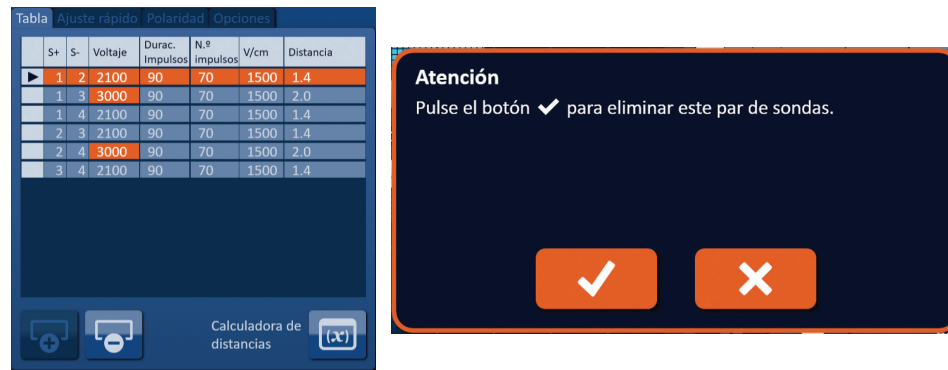 Tabla Ajuste rápido Polaridad Opciones
S+ S- Voltaje Durac. Impulsos N.º impulsos V/cm Distancia
1 2 2100 90 70 1500 1.4
1 3 3000 90 70 1500 2.0
1 4 2100 90 70 1500 1.4
2 3 2100 90 70 1500 1.4
2 4 3000 90 70 1500 2.0
3 4 2100 90 70 1500 1.4
Calculadora de
distancias
(x)
Atención
Pulse el botón ✔ para eliminar este par de sondas.